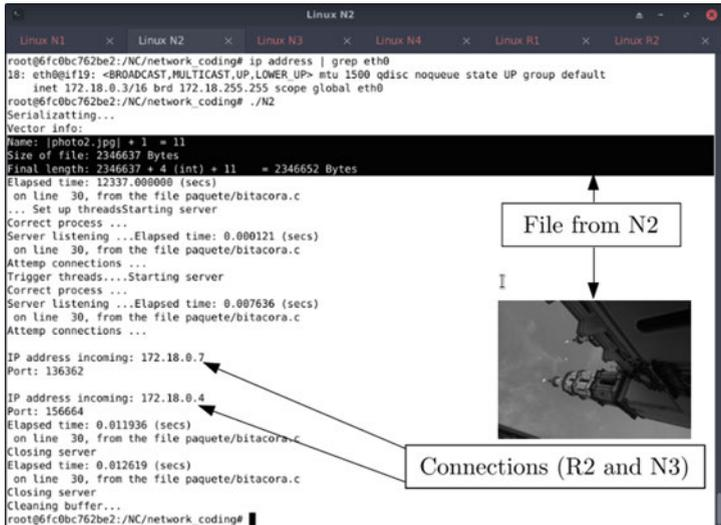 Linux N2
Linux N1 × Linux N2 × Linux N3 × Linux N4 × Linux R1 × Linux R2 ×
root@6fc0bc762be2:/NC/network_coding# ip address | grep eth0
18: eth0@if19: <BROADCAST,MULTICAST,UP,LOWER_UP> mtu 1500 qdisc noqueue state UP group default
inet 172.18.0.3/16 brd 172.18.255.255 scope global eth0
root@6fc0bc762be2:/NC/network_coding# ./N2
Serializatting...
Vector info:
Name: |photo2.jpg| + 1 = 11
Size of file: 2346637 Bytes
Final length: 2346637 + 4 (int) + 11 = 2346652 Bytes
Elapsed time: 12337.000000 (secs)
on line 30, from the file paquete/bitacora.c
... Set up threadsStarting server
Correct process ...
Server listening ...Elapsed time: 0.000121 (secs)
on line 30, from the file paquete/bitacora.c
Attemp connections ...
Trigger threads....Starting server
Correct process ...
Server listening ...Elapsed time: 0.007636 (secs)
on line 30, from the file paquete/bitacora.c
Attemp connections ...
IP address incoming: 172.18.0.7
Port: 136362
IP address incoming: 172.18.0.4
Port: 156664
Elapsed time: 0.011936 (secs)
on line 30, from the file paquete/bitacora.c
Closing server
Elapsed time: 0.012619 (secs)
on line 30, from the file paquete/bitacora.c
Closing server
Cleaning buffer...
root@6fc0bc762be2:/NC/network_coding#
File from N2
Connections (R2 and N3)